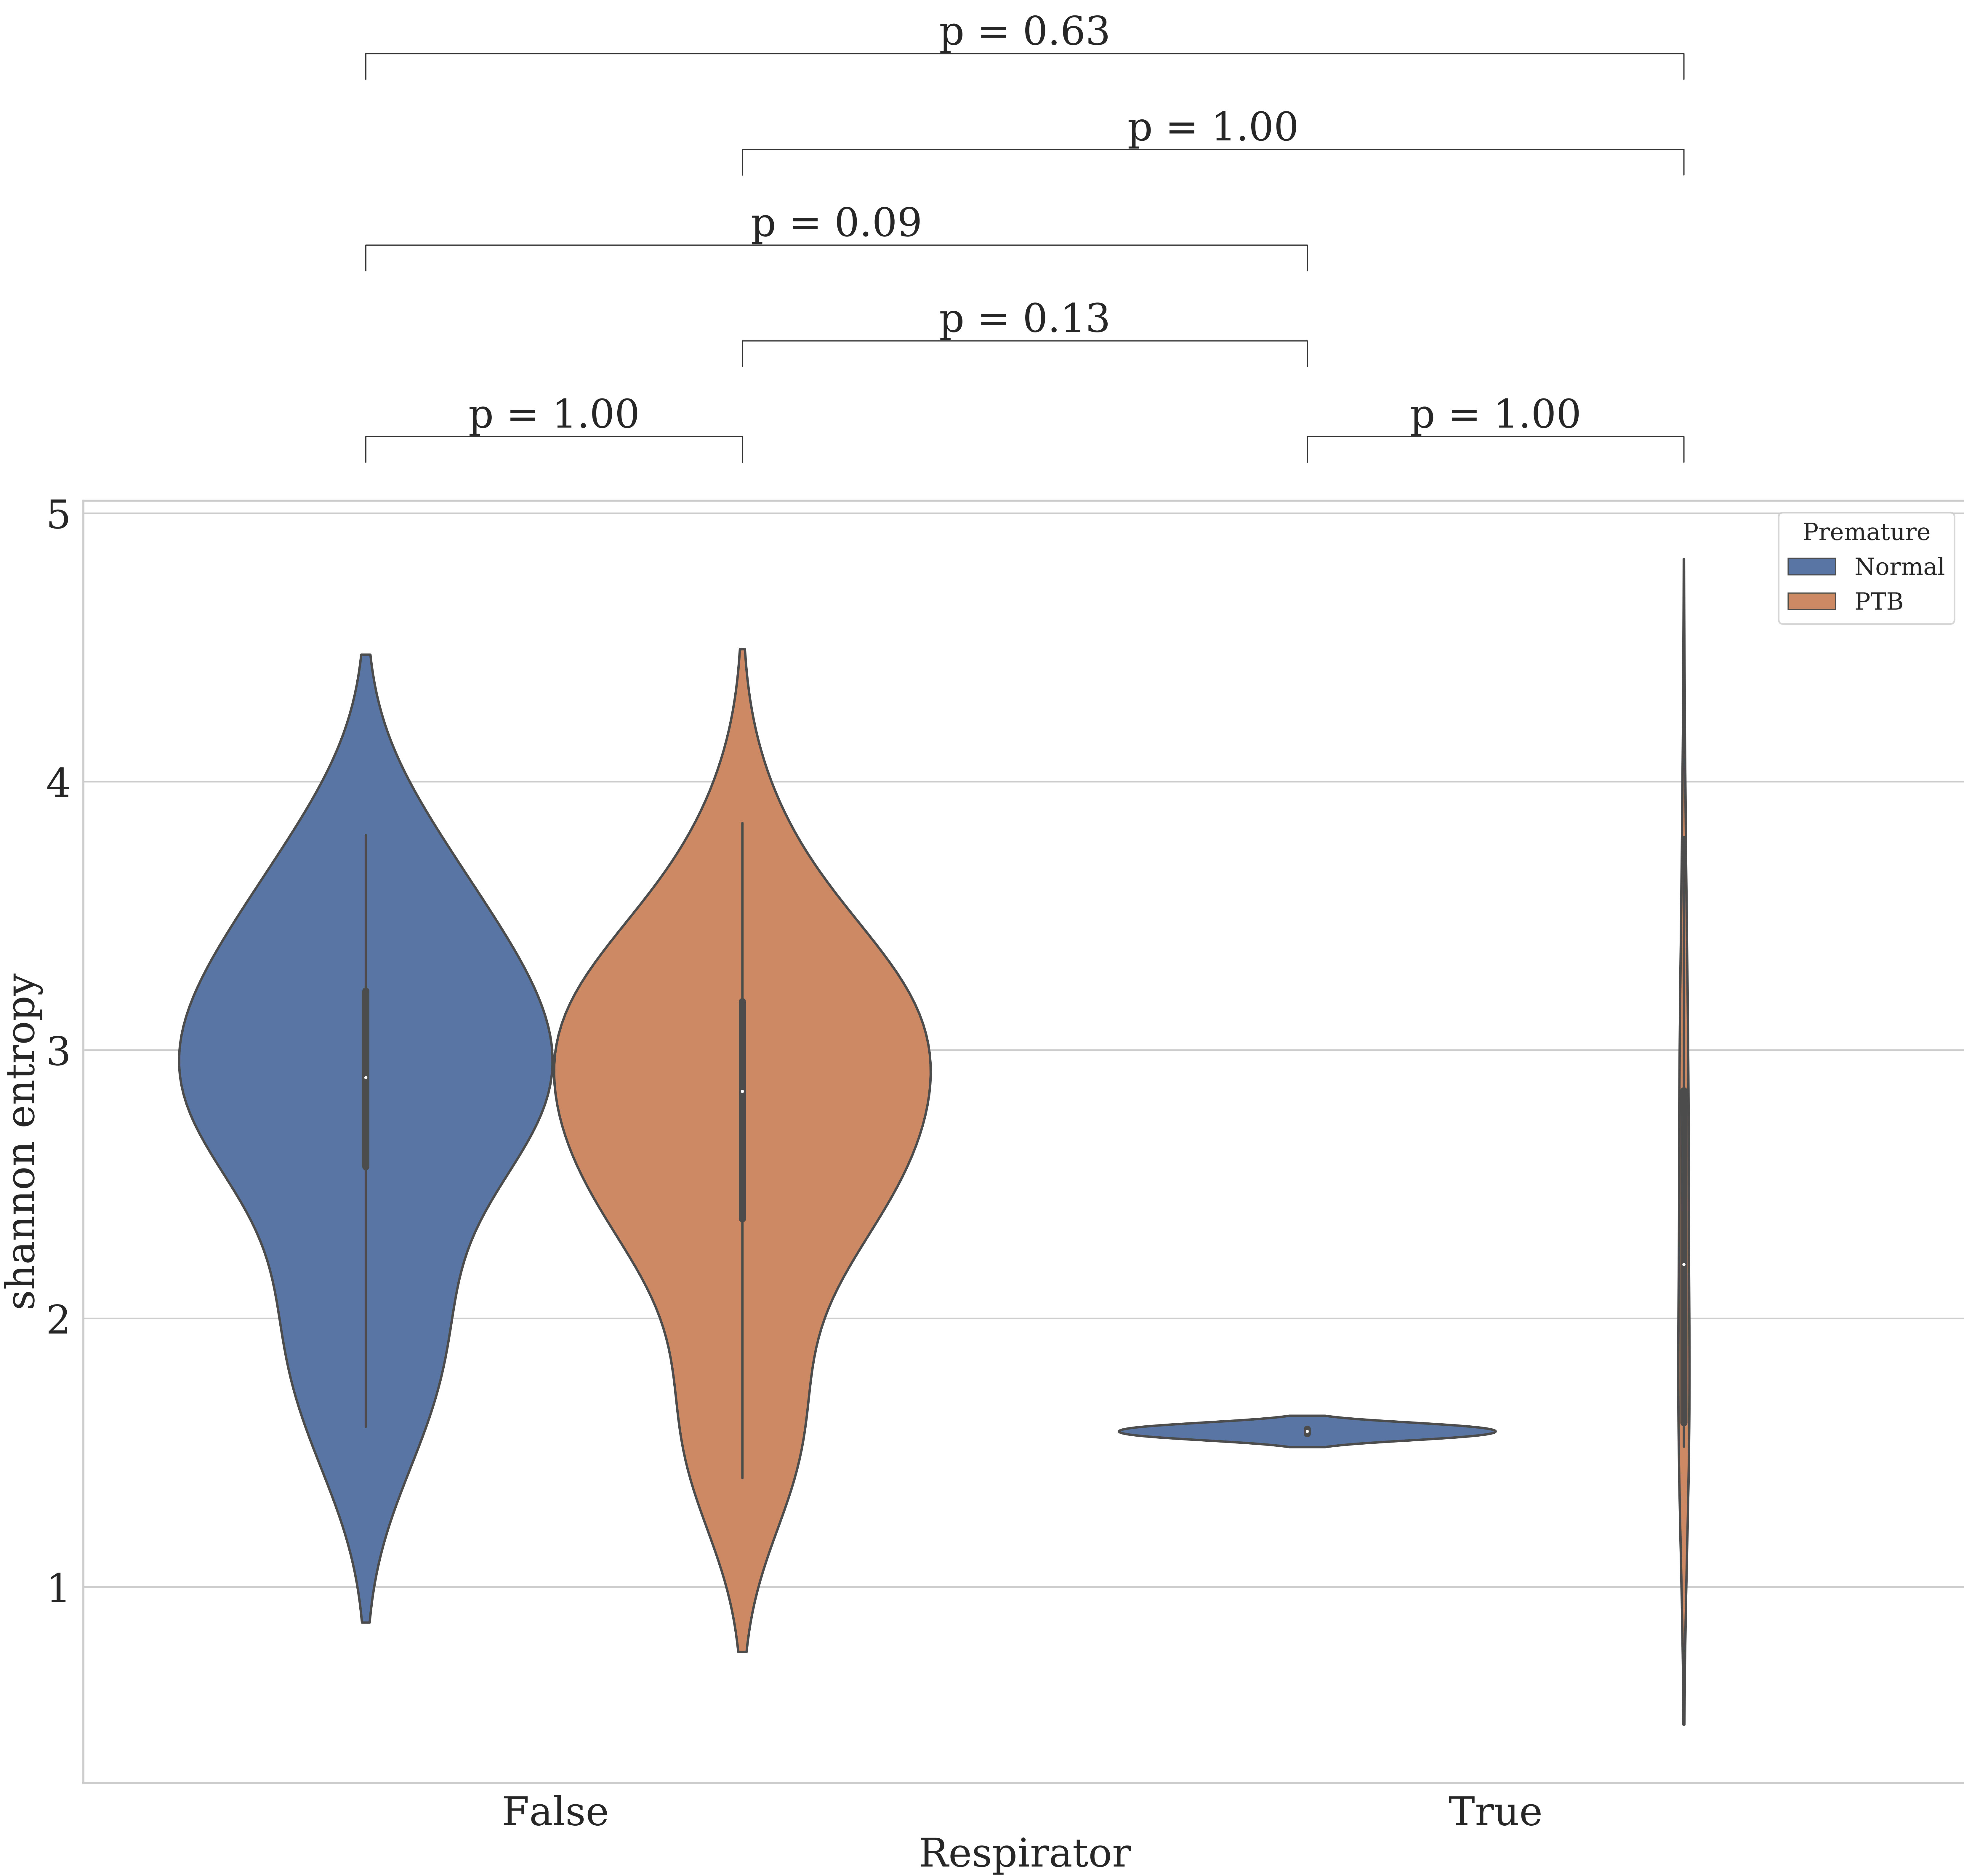 p = 0.63
p = 1.00
p = 0.09
p = 0.13
p = 1.00
p = 1.00
5
4
3
2
1
shannon entropy
Premature
Normal
PTB
False
True
Respirator